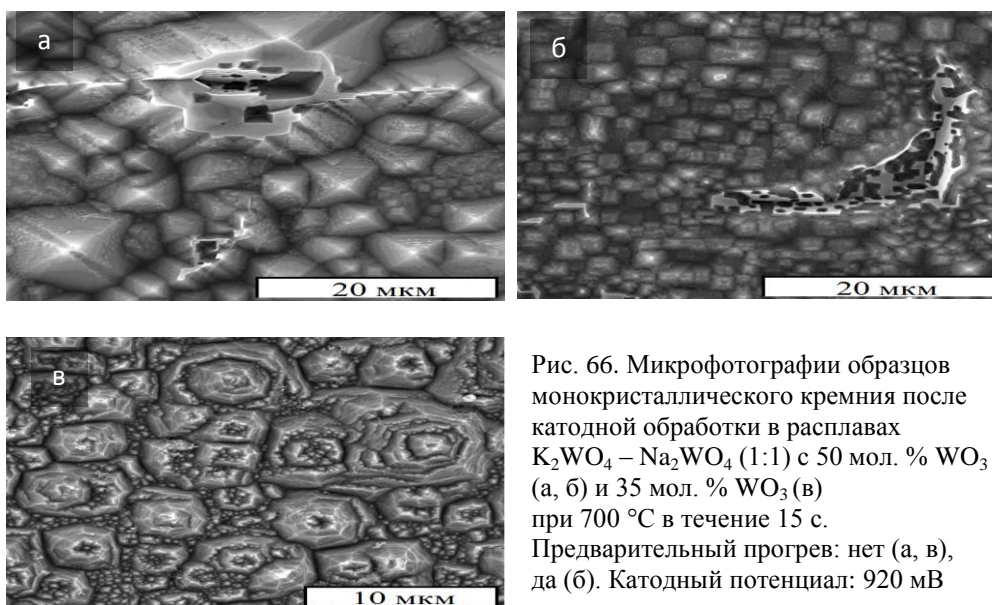 а
б
20 мкм
20 мкм
в
10 мкм
Рис. 66. Микрофотографии образцов
монокристаллического кремния после
катодной обработки в расплавах
K₂WO₄ – Na₂WO₄ (1:1) с 50 мол. % WO₃
(а, б) и 35 мол. % WO₃ (в)
при 700 °C в течение 15 с.
Предварительный прогрев: нет (а, в),
да (б). Катодный потенциал: 920 мВ